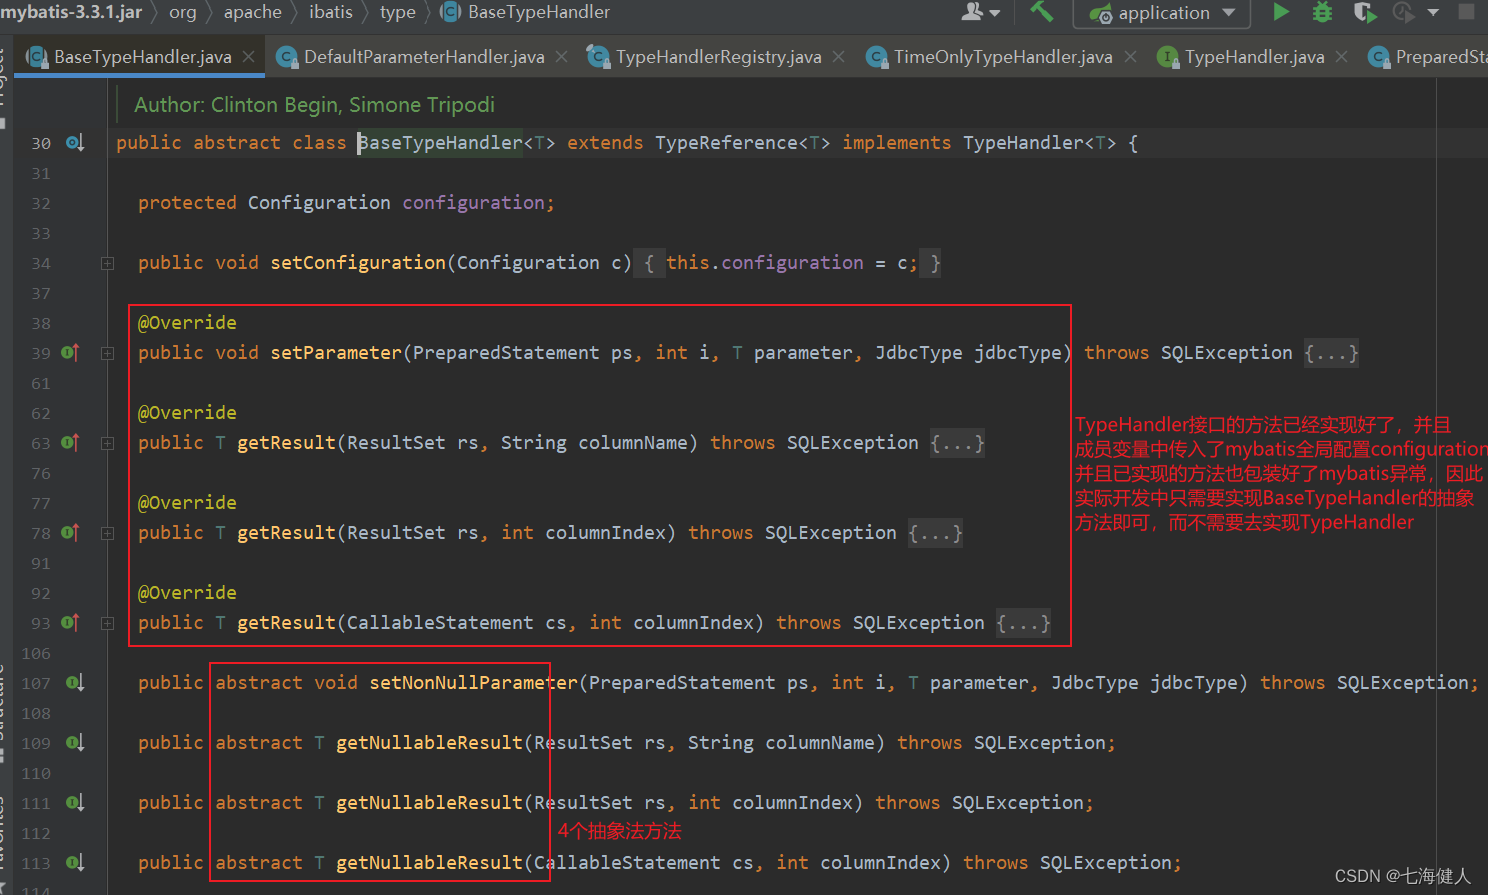 mybatis-3.3.1.jar org apache ibatis type BaseTypeHandler application
BaseTypeHandler.java DefaultParameterHandler.java TypeHandlerRegistry.java TimeOnlyTypeHandler.java TypeHandler.java PreparedSta
Author: Clinton Begin, Simone Tripodi
30 public abstract class BaseTypeHandler<T> extends TypeReference<T> implements TypeHandler<T> {
31
32 protected Configuration configuration;
33
34 public void setConfiguration(Configuration c) { this.configuration = c; }
37
38 @Override
39 public void setParameter(PreparedStatement ps, int i, T parameter, JdbcType jdbcType) throws SQLException {...}
61
62 @Override
63 public T getResult(ResultSet rs, String columnName) throws SQLException {...}
76
77 @Override
78 public T getResult(ResultSet rs, int columnIndex) throws SQLException {...}
91
92 @Override
93 public T getResult(CallableStatement cs, int columnIndex) throws SQLException {...}
TypeHandler接口的方法已经实现好了，并且
成员变量中传入了mybatis全局配置configuration
并且已实现的方法也包装好了mybatis异常，因此
实际开发中只需要实现BaseTypeHandler的抽象
方法即可，而不需要去实现TypeHandler
106
107 public abstract void setNonNullParameter(PreparedStatement ps, int i, T parameter, JdbcType jdbcType) throws SQLException;
108
109 public abstract T getNullableResult(ResultSet rs, String columnName) throws SQLException;
110
111 public abstract T getNullableResult(ResultSet rs, int columnIndex) throws SQLException;
112
4个抽象法方法
113 public abstract T getNullableResult(CallableStatement cs, int columnIndex) throws SQLException;
114
CSDN @七海健人